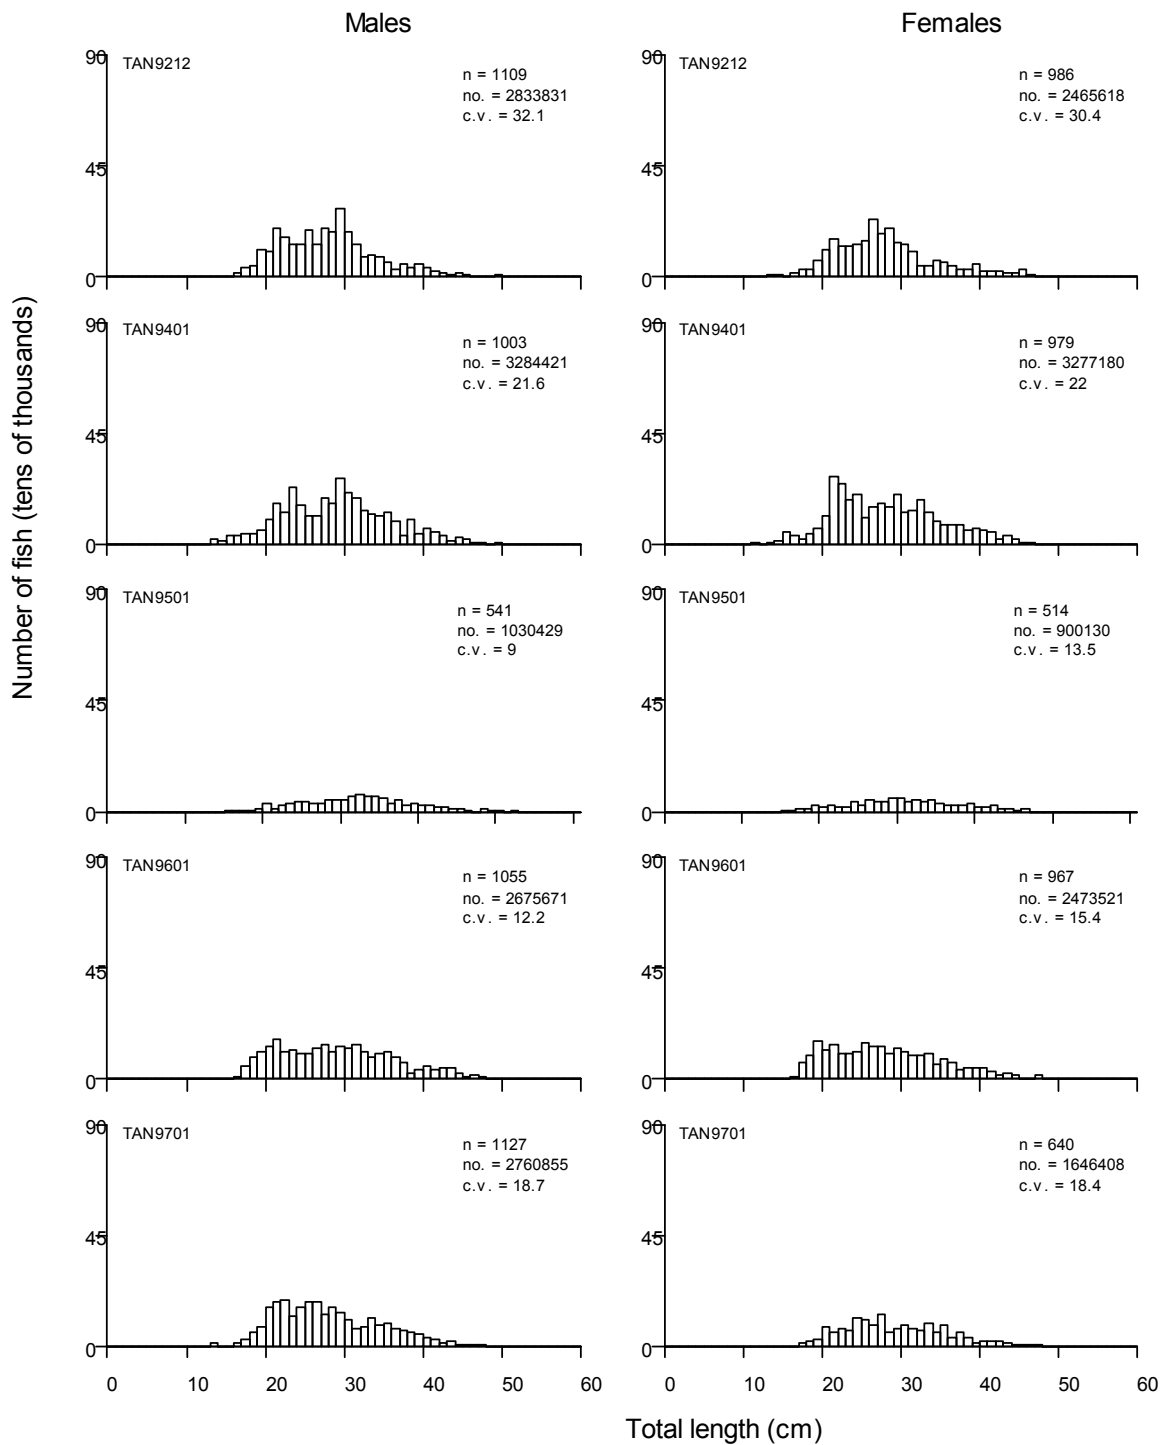 Males Females
90 TAN9212 n = 1109 90 TAN9212 n = 986
no. = 2833831 no. = 2465618
c.v. = 32.1 c.v. = 30.4
45 45
0 0
90 TAN9401 n = 1003 90 TAN9401 n = 979
no. = 3284421 no. = 3277180
c.v. = 21.6 c.v. = 22
45 45
0 0
Number of fish (tens of thousands)
90 TAN9501 n = 541 90 TAN9501 n = 514
no. = 1030429 no. = 900130
c.v. = 9 c.v. = 13.5
45 45
0 0
90 TAN9601 n = 1055 90 TAN9601 n = 967
no. = 2675671 no. = 2473521
c.v. = 12.2 c.v. = 15.4
45 45
0 0
90 TAN9701 n = 1127 90 TAN9701 n = 640
no. = 2760855 no. = 1646408
c.v. = 18.7 c.v. = 18.4
45 45
0 0
0 10 20 30 40 50 60 0 10 20 30 40 50 60
Total length (cm)